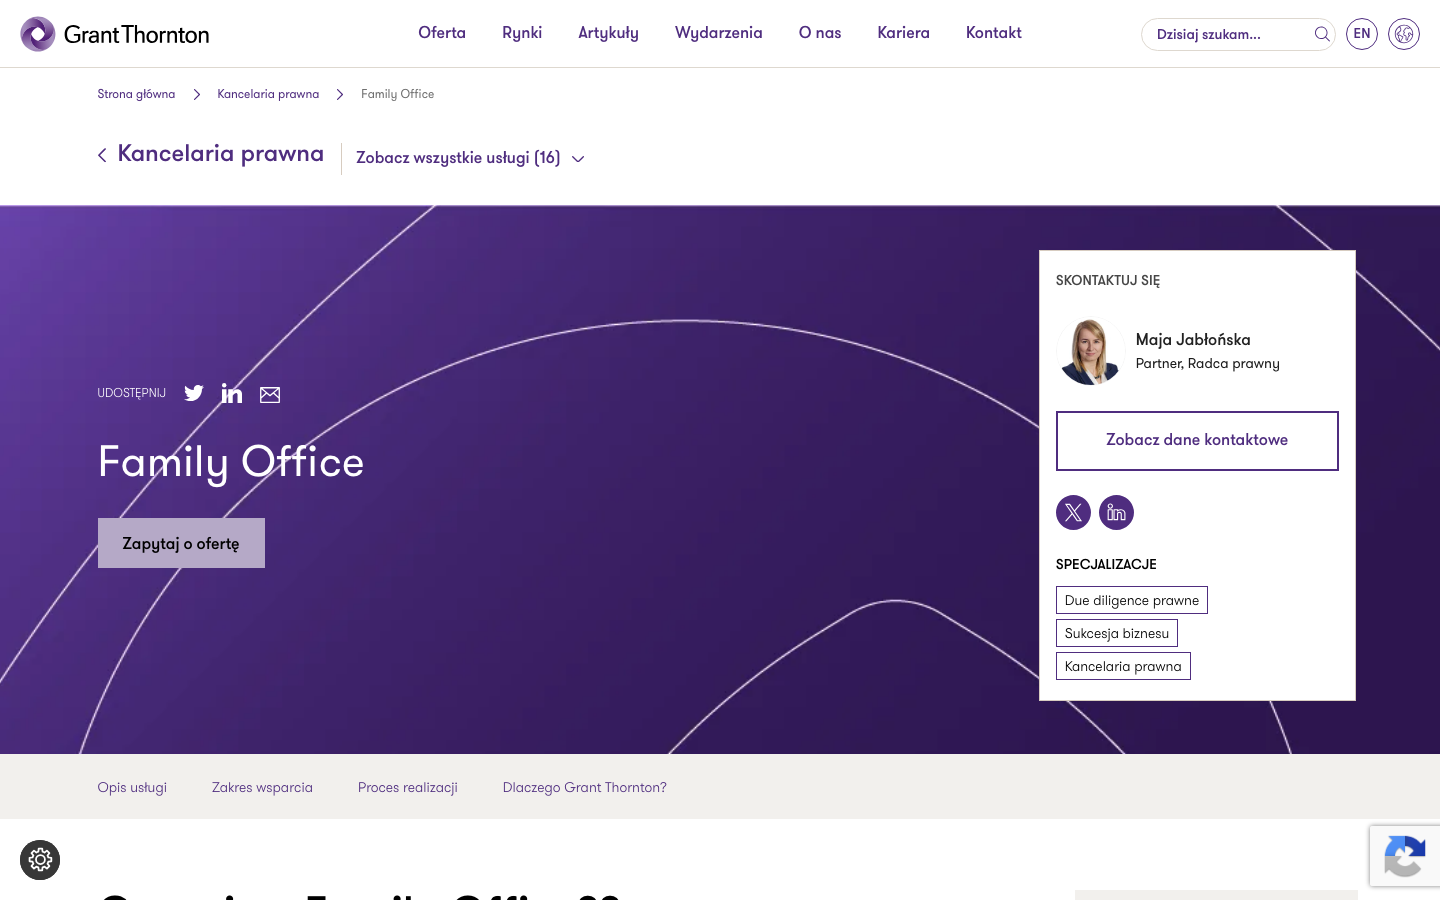 Grant Thornton
Oferta Rynki Artykuły Wydarzenia O nas Kariera Kontakt
Dzisiaj szukam...
EN
Strona główna Kancelaria prawna Family Office
Kancelaria prawna
Zobacz wszystkie usługi (16)
UDOSTĘPNIJ
Family Office
Zapytaj o ofertę
SKONTAKTUJ SIĘ
Maja Jabłońska
Partner, Radca prawny
Zobacz dane kontaktowe
SPECJALIZACJE
Due diligence prawne
Sukcesja biznesu
Kancelaria prawna
Opis usługi Zakres wsparcia Proces realizacji Dlaczego Grant Thornton?